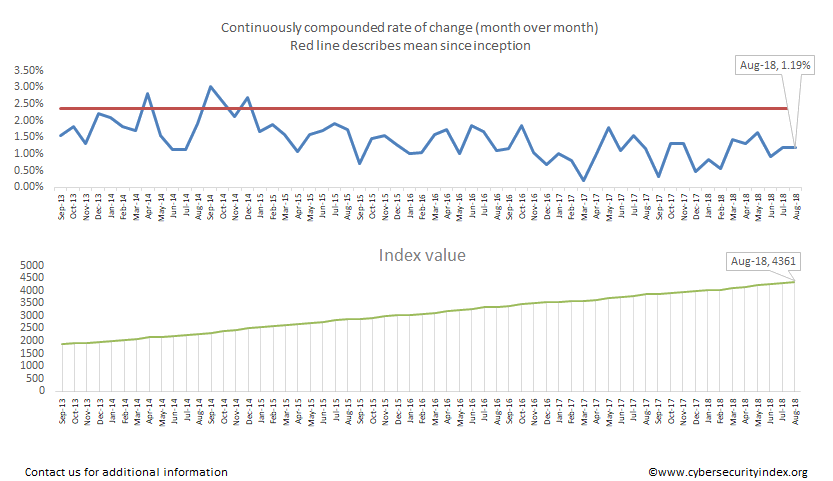 Continuously compounded rate of change (month over month)
Red line describes mean since inception
Aug-18, 1.19%
3.50%
3.00%
2.50%
2.00%
1.50%
1.00%
0.50%
0.00%
Sep-13 Oct-13 Nov-13 Dec-13 Jan-14 Feb-14 Mar-14 Apr-14 May-14 Jun-14 Jul-14 Aug-14 Sep-14 Oct-14 Nov-14 Dec-14 Jan-15 Feb-15 Mar-15 Apr-15 May-15 Jun-15 Jul-15 Aug-15 Sep-15 Oct-15 Nov-15 Dec-15 Jan-16 Feb-16 Mar-16 Apr-16 May-16 Jun-16 Jul-16 Aug-16 Sep-16 Oct-16 Nov-16 Dec-16 Jan-17 Feb-17 Mar-17 Apr-17 May-17 Jun-17 Jul-17 Aug-17 Sep-17 Oct-17 Nov-17 Dec-17 Jan-18 Feb-18 Mar-18 Apr-18 May-18 Jun-18 Jul-18 Aug-18
Index value
Aug-18, 4361
5000
4500
4000
3500
3000
2500
2000
1500
1000
500
0
Sep-13 Oct-13 Nov-13 Dec-13 Jan-14 Feb-14 Mar-14 Apr-14 May-14 Jun-14 Jul-14 Aug-14 Sep-14 Oct-14 Nov-14 Dec-14 Jan-15 Feb-15 Mar-15 Apr-15 May-15 Jun-15 Jul-15 Aug-15 Sep-15 Oct-15 Nov-15 Dec-15 Jan-16 Feb-16 Mar-16 Apr-16 May-16 Jun-16 Jul-16 Aug-16 Sep-16 Oct-16 Nov-16 Dec-16 Jan-17 Feb-17 Mar-17 Apr-17 May-17 Jun-17 Jul-17 Aug-17 Sep-17 Oct-17 Nov-17 Dec-17 Jan-18 Feb-18 Mar-18 Apr-18 May-18 Jun-18 Jul-18 Aug-18
Contact us for additional information
©www.cybersecurityindex.org